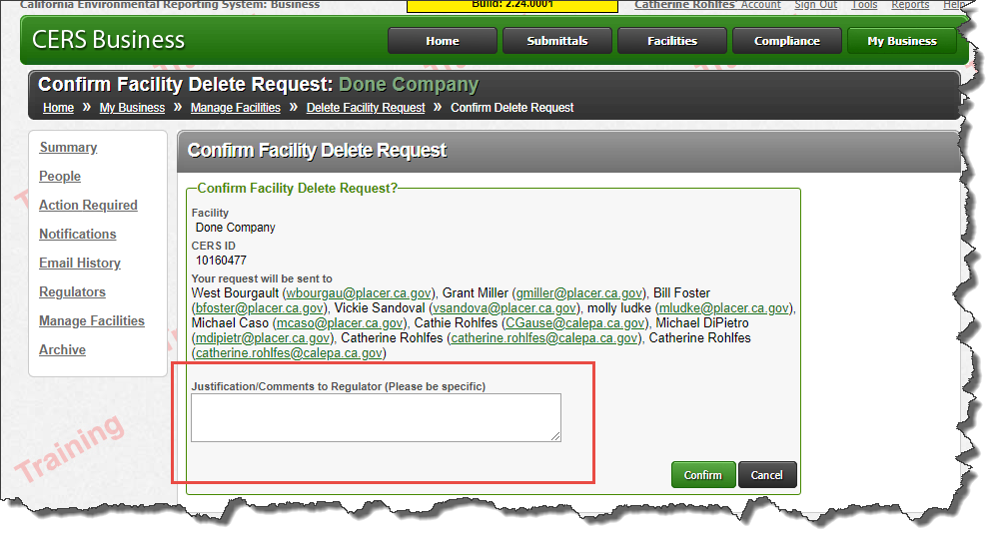 California Environmental Reporting System: Business
Build: 2.24.0001
Catherine Rohlfes' Account Sign Out Tools Reports Help
CERS Business
Home Submittals Facilities Compliance My Business
Confirm Facility Delete Request: Done Company
Home » My Business » Manage Facilities » Delete Facility Request » Confirm Delete Request
Summary
People
Action Required
Notifications
Email History
Regulators
Manage Facilities
Archive
Confirm Facility Delete Request
Confirm Facility Delete Request?
Facility
Done Company
CERS ID
10160477
Your request will be sent to
West Bourgault (wbourgau@placer.ca.gov), Grant Miller (gmiller@placer.ca.gov), Bill Foster
(bfoster@placer.ca.gov), Vickie Sandoval (vsandova@placer.ca.gov), molly ludke (mludke@placer.ca.gov),
Michael Caso (mcaso@placer.ca.gov), Cathie Rohlfes (CGause@calepa.ca.gov), Michael DiPietro
(mdipietr@placer.ca.gov), Catherine Rohlfes (catherine.rohlfes@calepa.ca.gov), Catherine Rohlfes
(catherine.rohlfes@calepa.ca.gov)
Justification/Comments to Regulator (Please be specific)
Confirm Cancel
Training